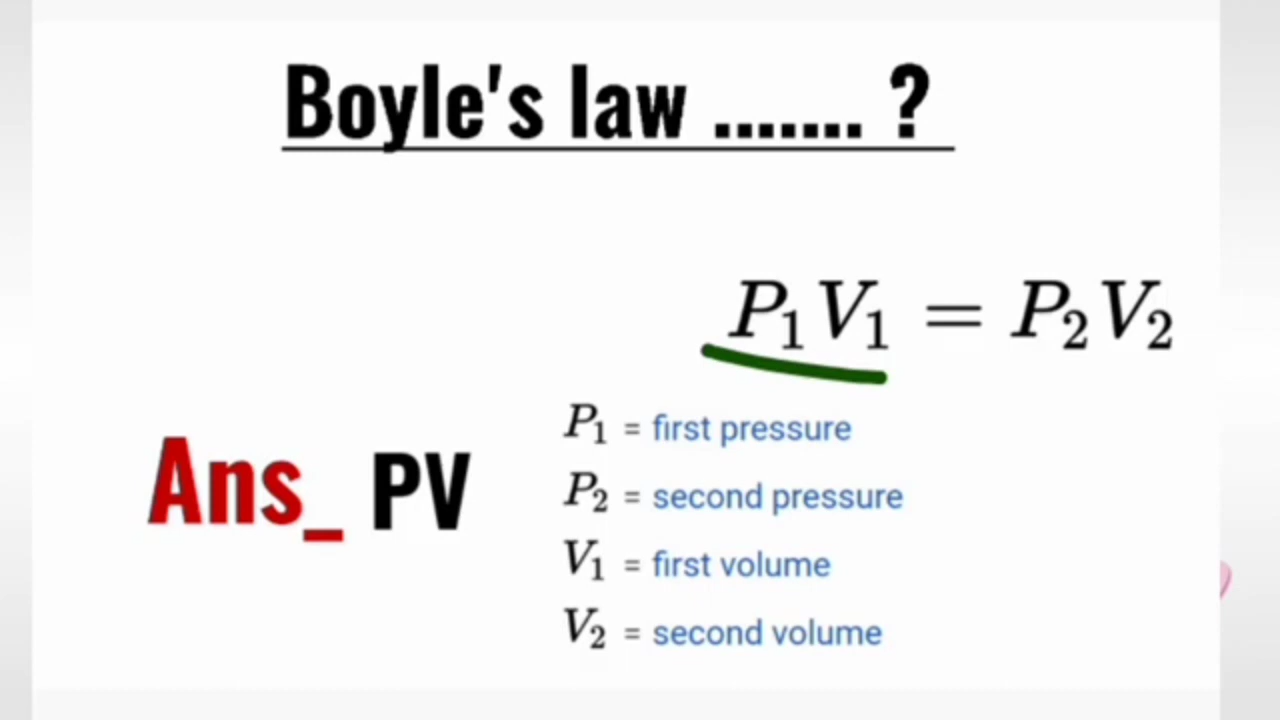 Boyle's law ....... ?
P₁V₁ = P₂V₂
Ans_ PV
P₁ = first pressure
P₂ = second pressure
V₁ = first volume
V₂ = second volume